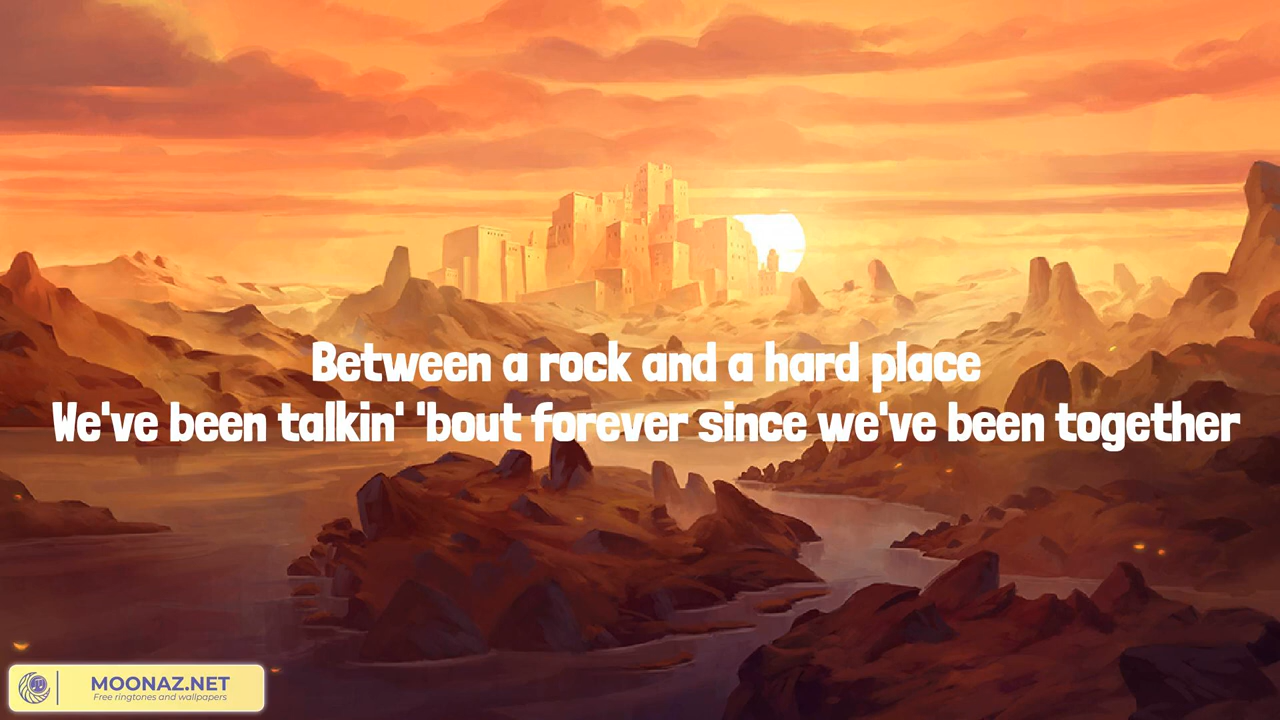 Between a rock and a hard place
We've been talkin' 'bout forever since we've been together
MOONAZ.NET
Free ringtones and wallpapers